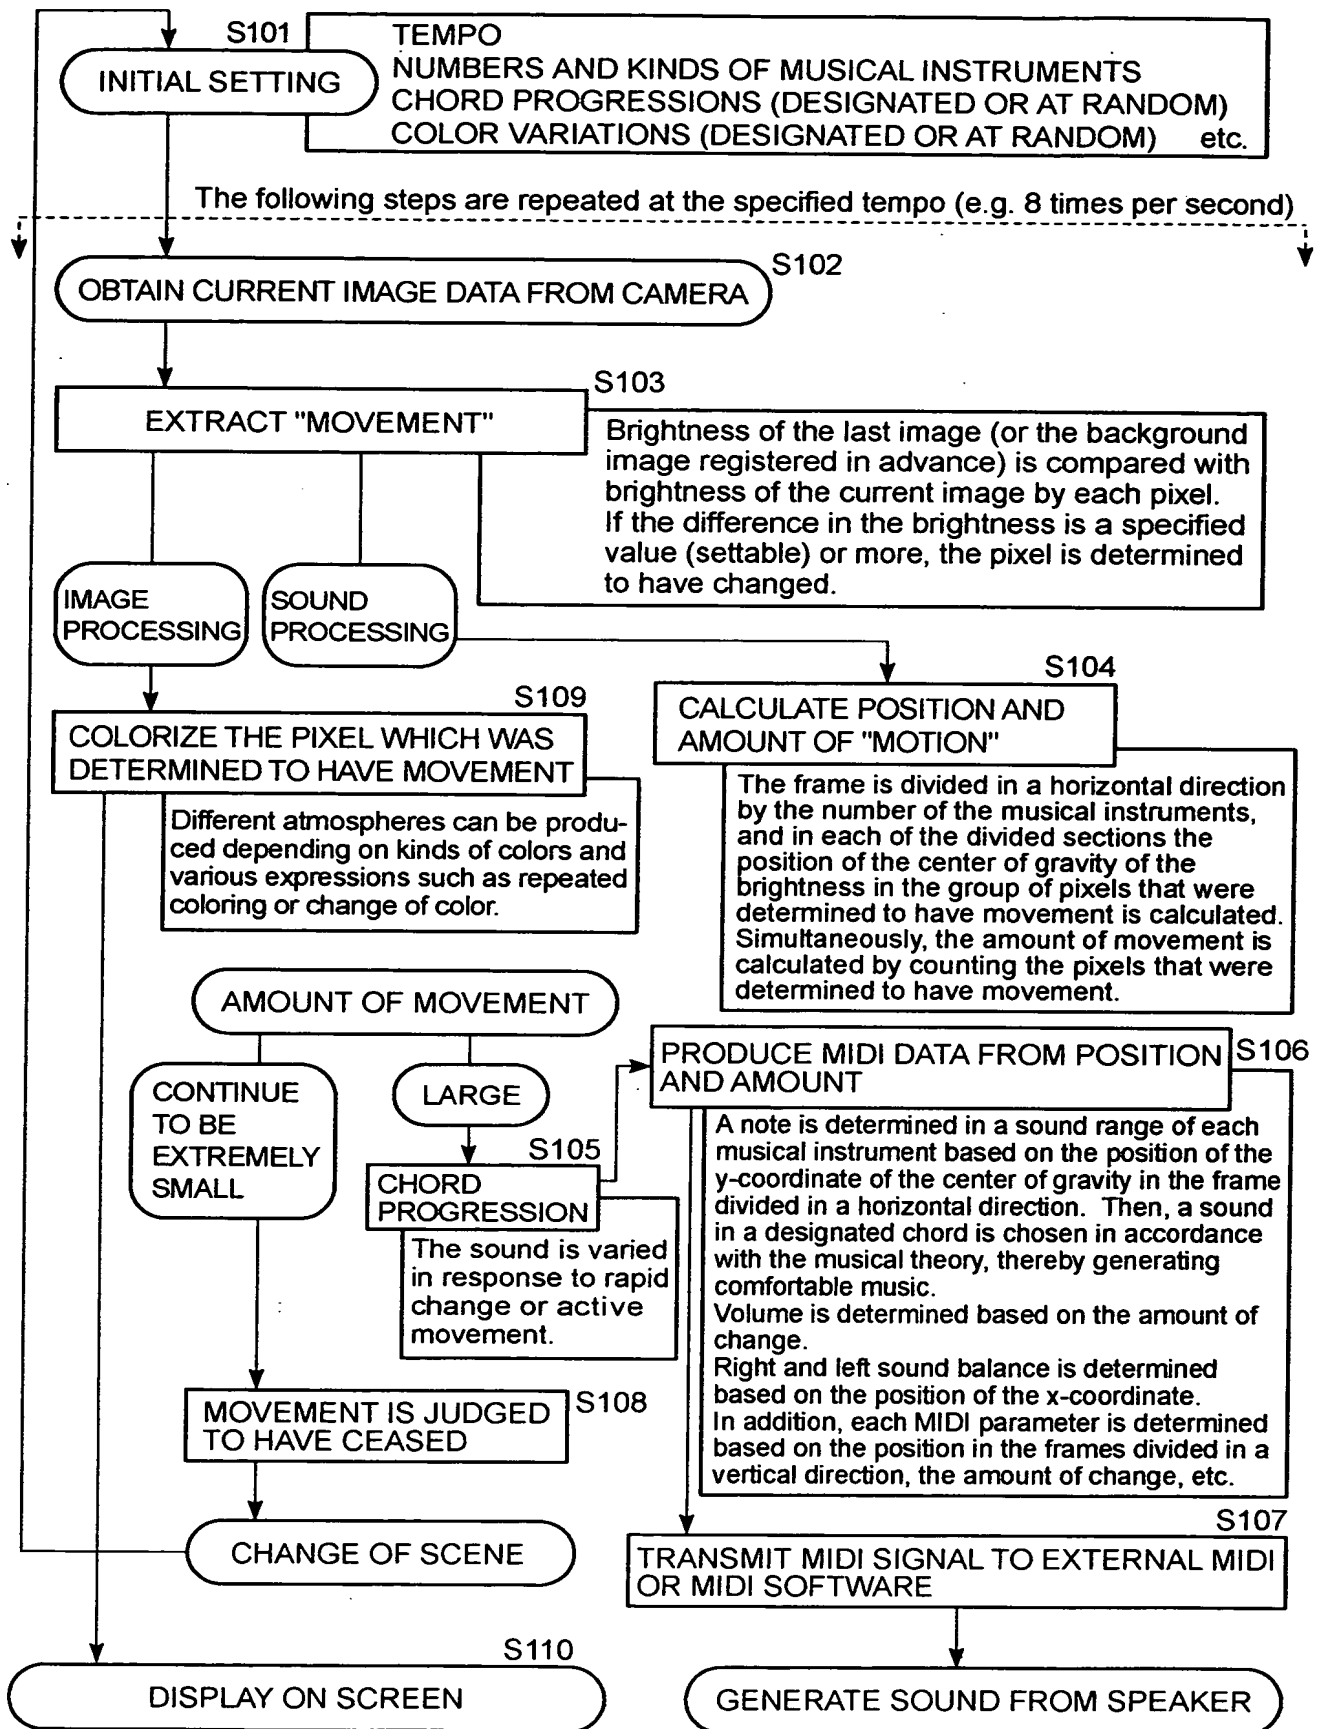 S101
INITIAL SETTING
TEMPO
NUMBERS AND KINDS OF MUSICAL INSTRUMENTS
CHORD PROGRESSIONS (DESIGNATED OR AT RANDOM)
COLOR VARIATIONS (DESIGNATED OR AT RANDOM) etc.
The following steps are repeated at the specified tempo (e.g. 8 times per second)
S102
OBTAIN CURRENT IMAGE DATA FROM CAMERA
S103
EXTRACT "MOVEMENT"
Brightness of the last image (or the background
image registered in advance) is compared with
brightness of the current image by each pixel.
If the difference in the brightness is a specified
value (settable) or more, the pixel is determined
to have changed.
IMAGE
PROCESSING
SOUND
PROCESSING
S109
COLORIZE THE PIXEL WHICH WAS
DETERMINED TO HAVE MOVEMENT
Different atmospheres can be produ-
ced depending on kinds of colors and
various expressions such as repeated
coloring or change of color.
S104
CALCULATE POSITION AND
AMOUNT OF "MOTION"
The frame is divided in a horizontal direction
by the number of the musical instruments,
and in each of the divided sections the
position of the center of gravity of the
brightness in the group of pixels that were
determined to have movement is calculated.
Simultaneously, the amount of movement is
calculated by counting the pixels that were
determined to have movement.
AMOUNT OF MOVEMENT
CONTINUE
TO BE
EXTREMELY
SMALL
LARGE
S105
CHORD
PROGRESSION
The sound is varied
in response to rapid
change or active
movement.
S106
PRODUCE MIDI DATA FROM POSITION
AND AMOUNT
A note is determined in a sound range of each
musical instrument based on the position of the
y-coordinate of the center of gravity in the frame
divided in a horizontal direction. Then, a sound
in a designated chord is chosen in accordance
with the musical theory, thereby generating
comfortable music.
Volume is determined based on the amount of
change.
Right and left sound balance is determined
based on the position of the x-coordinate.
In addition, each MIDI parameter is determined
based on the position in the frames divided in a
vertical direction, the amount of change, etc.
S108
MOVEMENT IS JUDGED
TO HAVE CEASED
CHANGE OF SCENE
S107
TRANSMIT MIDI SIGNAL TO EXTERNAL MIDI
OR MIDI SOFTWARE
S110
DISPLAY ON SCREEN
GENERATE SOUND FROM SPEAKER